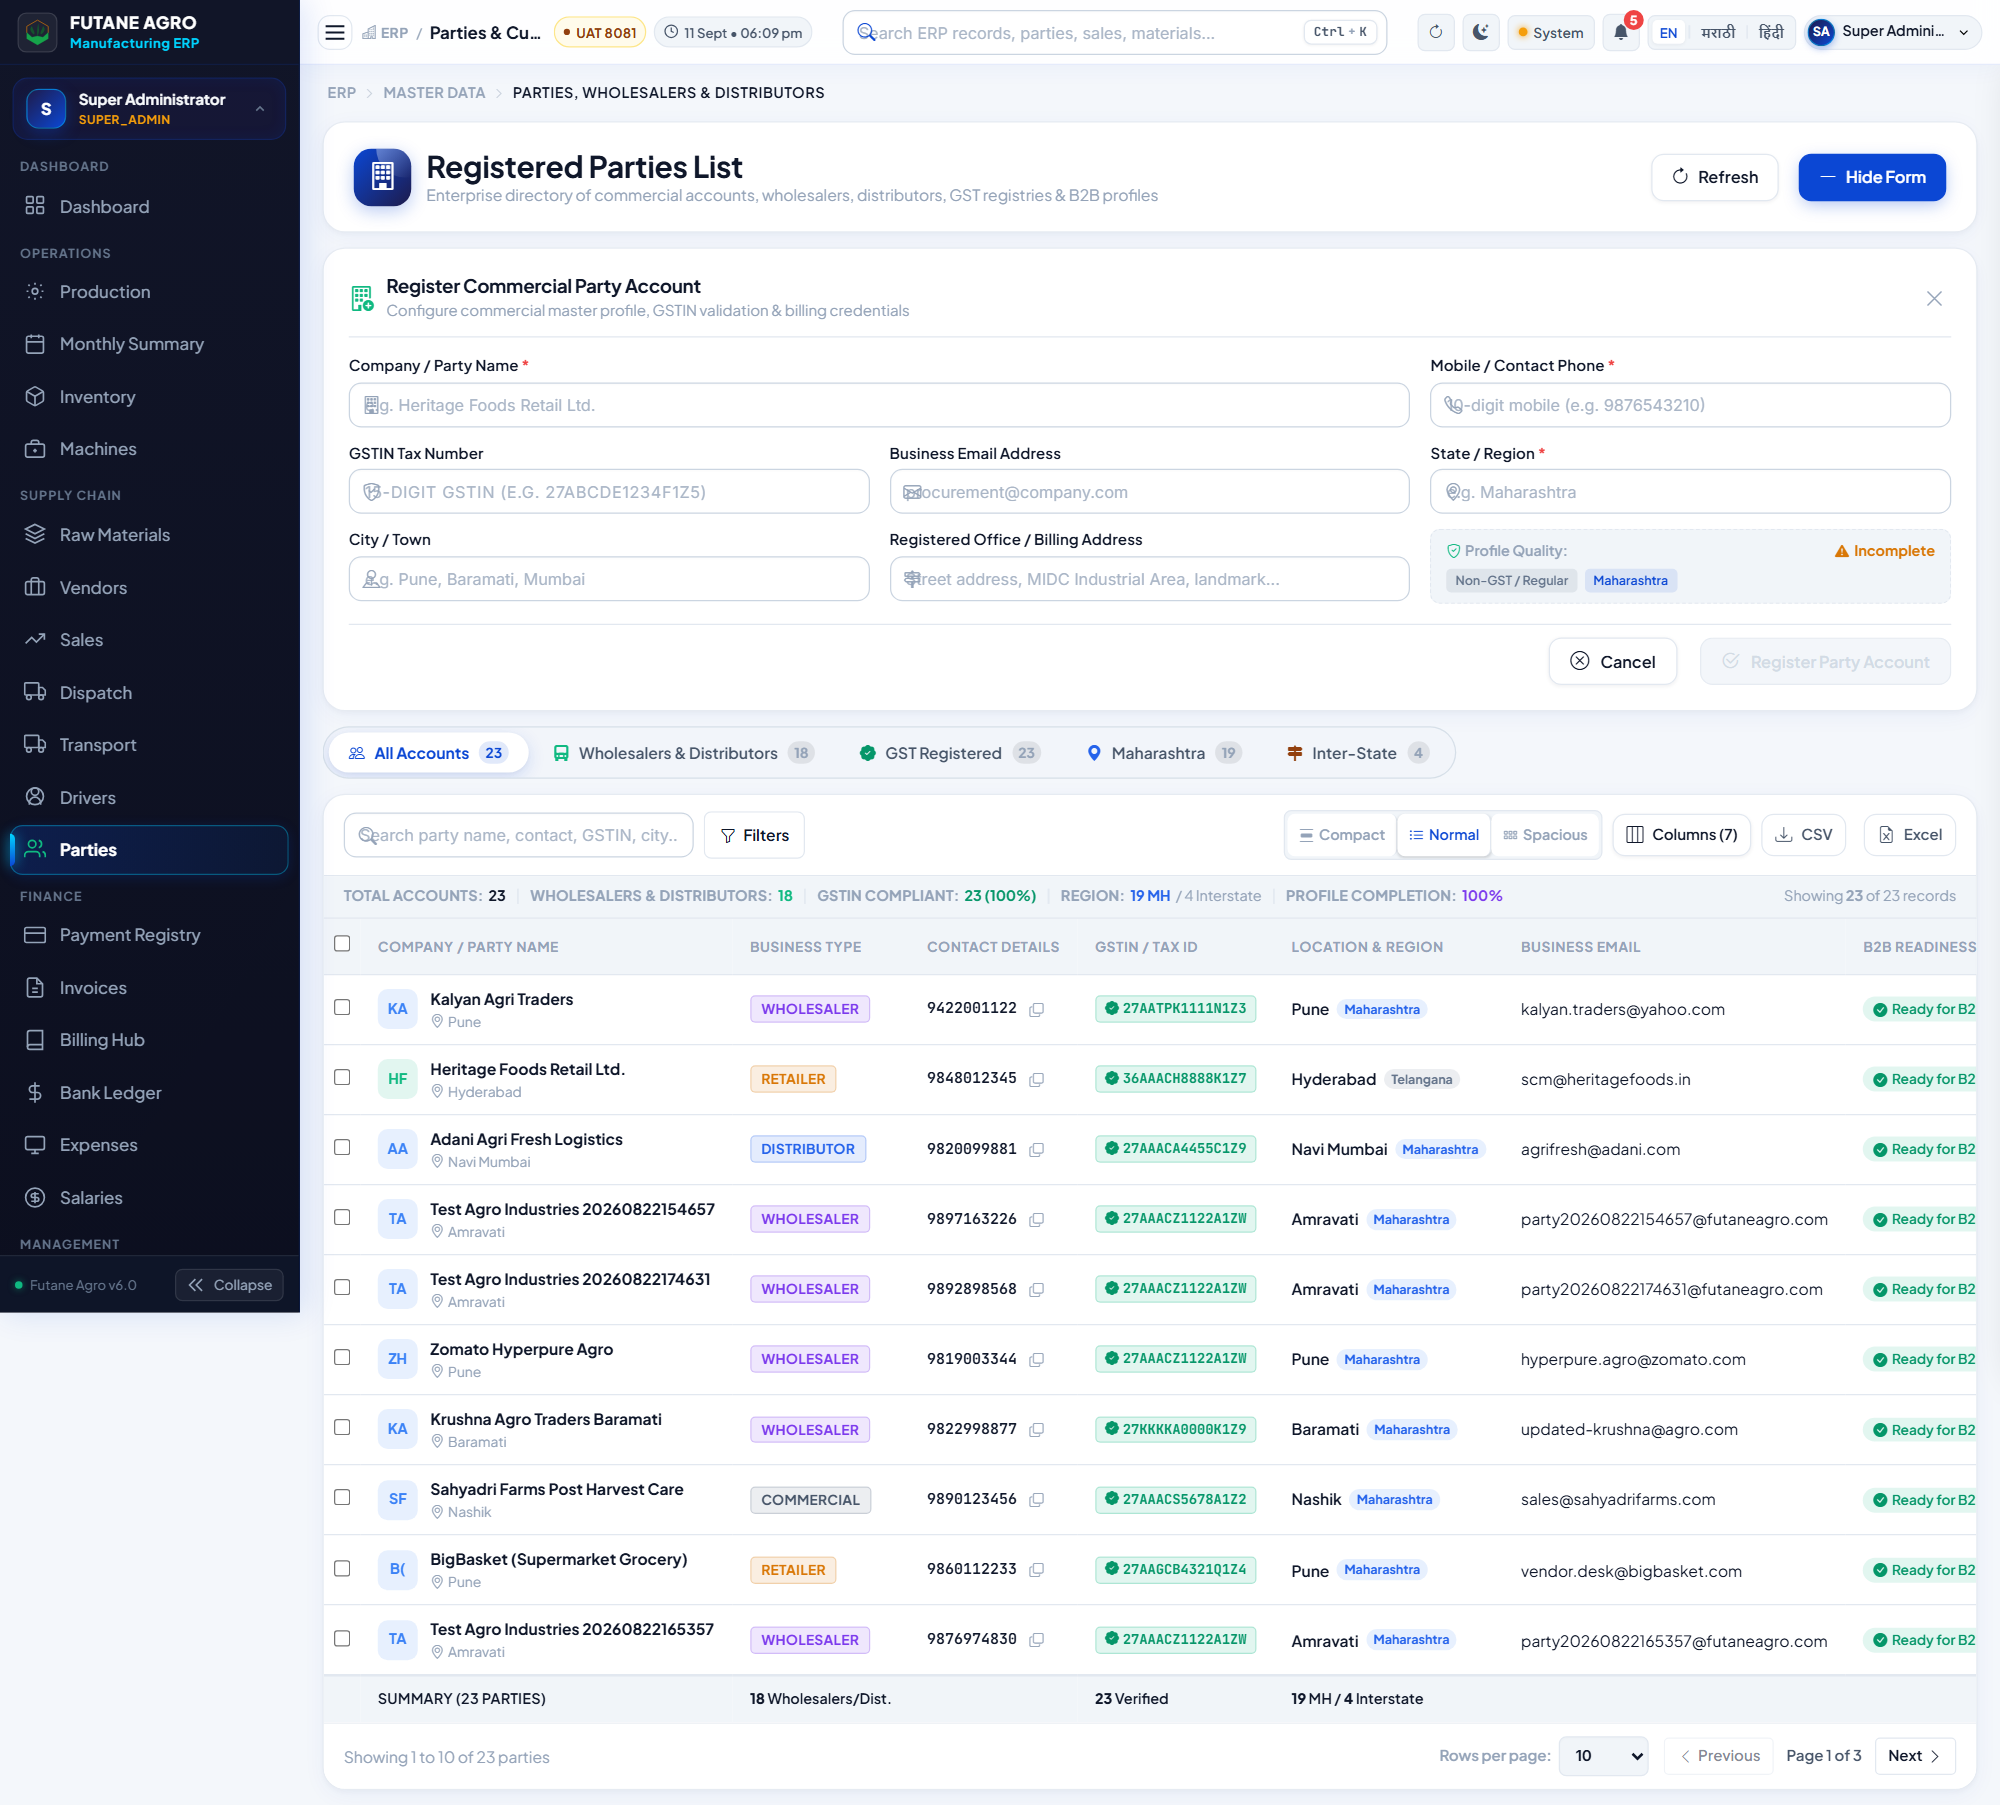 FUTANE AGRO
Manufacturing ERP
S
Super Administrator
SUPER_ADMIN
DASHBOARD
Dashboard
OPERATIONS
Production
Monthly Summary
Inventory
Machines
SUPPLY CHAIN
Raw Materials
Vendors
Sales
Dispatch
Transport
Drivers
Parties
FINANCE
Payment Registry
Invoices
Billing Hub
Bank Ledger
Expenses
Salaries
MANAGEMENT
Futane Agro v6.0
Collapse
ERP / Parties & Cu...
UAT 8081
11 Sept • 06:09 pm
Search ERP records, parties, sales, materials...
Ctrl + K
System
5
EN मराठी हिंदी
SA Super Admini...
ERP > MASTER DATA > PARTIES, WHOLESALERS & DISTRIBUTORS
Registered Parties List
Enterprise directory of commercial accounts, wholesalers, distributors, GST registries & B2B profiles
Refresh
Hide Form
Register Commercial Party Account
Configure commercial master profile, GSTIN validation & billing credentials
Company / Party Name *
e.g. Heritage Foods Retail Ltd.
Mobile / Contact Phone *
10-digit mobile (e.g. 9876543210)
GSTIN Tax Number
15-DIGIT GSTIN (E.G. 27ABCDE1234F1Z5)
Business Email Address
procurement@company.com
State / Region *
e.g. Maharashtra
City / Town
e.g. Pune, Baramati, Mumbai
Registered Office / Billing Address
Street address, MIDC Industrial Area, landmark...
Profile Quality:
Incomplete
Non-GST / Regular
Maharashtra
Cancel
Register Party Account
All Accounts 23
Wholesalers & Distributors 18
GST Registered 23
Maharashtra 19
Inter-State 4
Search party name, contact, GSTIN, city..
Filters
Compact
Normal
Spacious
Columns (7)
CSV
Excel
TOTAL ACCOUNTS: 23
WHOLESALERS & DISTRIBUTORS: 18
GSTIN COMPLIANT: 23 (100%)
REGION: 19 MH / 4 Interstate
PROFILE COMPLETION: 100%
Showing 23 of 23 records
COMPANY / PARTY NAME BUSINESS TYPE CONTACT DETAILS GSTIN / TAX ID LOCATION & REGION BUSINESS EMAIL B2B READINESS
KA Kalyan Agri Traders WHOLESALER 9422001122 27AATPK1111N1Z3 Pune Maharashtra kalyan.traders@yahoo.com Ready for B2
Pune
HF Heritage Foods Retail Ltd. RETAILER 9848012345 36AAACH8888K1Z7 Hyderabad Telangana scm@heritagefoods.in Ready for B2
Hyderabad
AA Adani Agri Fresh Logistics DISTRIBUTOR 9820099881 27AAACA4455C1Z9 Navi Mumbai Maharashtra agrifresh@adani.com Ready for B2
Navi Mumbai
TA Test Agro Industries 20260822154657 WHOLESALER 9897163226 27AAACZ1122A1ZW Amravati Maharashtra party20260822154657@futaneagro.com Ready for B2
Amravati
TA Test Agro Industries 20260822174631 WHOLESALER 9892898568 27AAACZ1122A1ZW Amravati Maharashtra party20260822174631@futaneagro.com Ready for B2
Amravati
ZH Zomato Hyperpure Agro WHOLESALER 9819003344 27AAACZ1122A1ZW Pune Maharashtra hyperpure.agro@zomato.com Ready for B2
Pune
KA Krushna Agro Traders Baramati WHOLESALER 9822998877 27KKKKA0000K1Z9 Baramati Maharashtra updated-krushna@agro.com Ready for B2
Baramati
SF Sahyadri Farms Post Harvest Care COMMERCIAL 9890123456 27AAACS5678A1Z2 Nashik Maharashtra sales@sahyadrifarms.com Ready for B2
Nashik
B( BigBasket (Supermarket Grocery) RETAILER 9860112233 27AAGCB4321Q1Z4 Pune Maharashtra vendor.desk@bigbasket.com Ready for B2
Pune
TA Test Agro Industries 20260822165357 WHOLESALER 9876974830 27AAACZ1122A1ZW Amravati Maharashtra party20260822165357@futaneagro.com Ready for B2
Amravati
SUMMARY (23 PARTIES) 18 Wholesalers/Dist. 23 Verified 19 MH / 4 Interstate
Showing 1 to 10 of 23 parties
Rows per page: 10
Previous
Page 1 of 3
Next